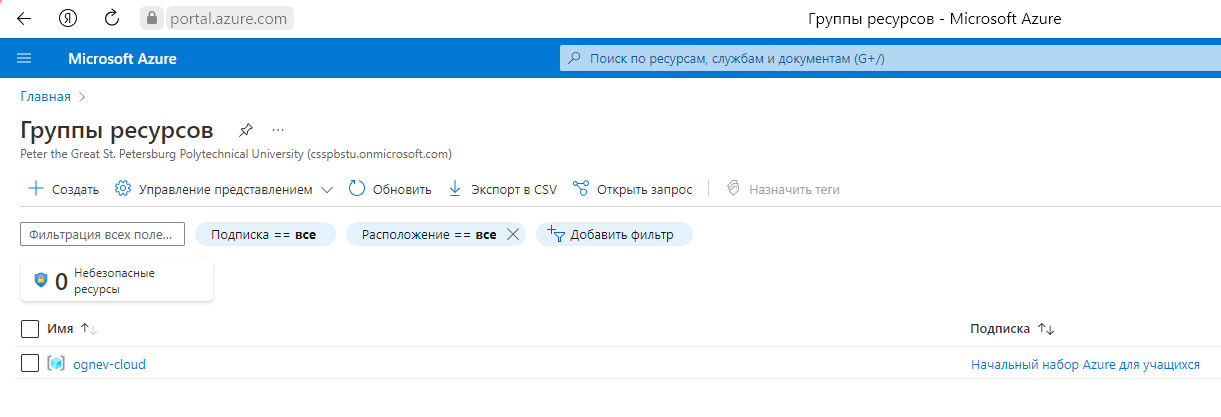 portal.azure.com
Группы ресурсов - Microsoft Azure
Microsoft Azure
Поиск по ресурсам, службам и документам (G+/)
Главная
Группы ресурсов
Peter the Great St. Petersburg Polytechnical University (csspbstu.onmicrosoft.com)
Создать Управление представлением Обновить Экспорт в CSV Открыть запрос Назначить теги
Фильтрация всех поле... Подписка == все Расположение == все Добавить фильтр
0 Небезопасные
ресурсы
Имя Подписка
ognev-cloud Начальный набор Azure для учащихся